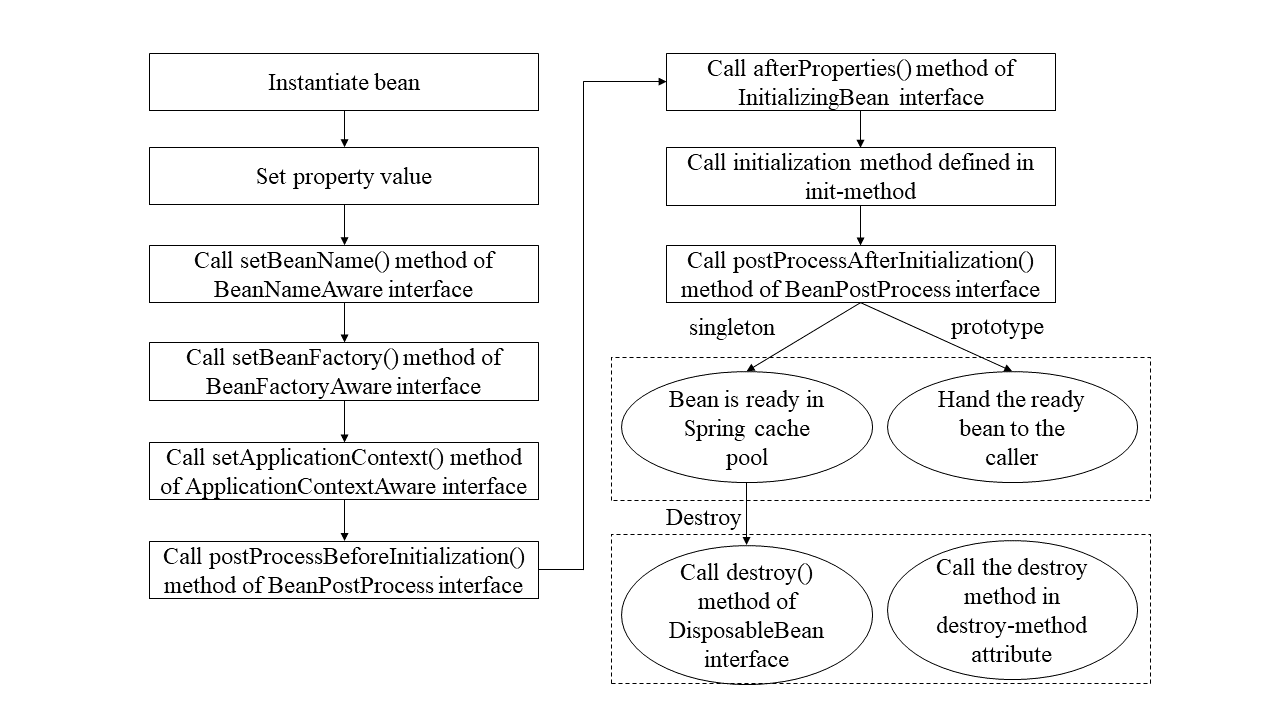 Instantiate bean
Set property value
Call setBeanName() method of
BeanNameAware interface
Call setBeanFactory() method of
BeanFactoryAware interface
Call setApplicationContext() method
of ApplicationContextAware interface
Call postProcessBeforeInitialization()
method of BeanPostProcess interface
Call afterProperties() method of
InitializingBean interface
Call initialization method defined in
init-method
Call postProcessAfterInitialization()
method of BeanPostProcess interface
singleton
prototype
Bean is ready in
Spring cache
pool
Hand the ready
bean to the
caller
Destroy
Call destroy()
method of
DisposableBean
interface
Call the destroy
method in
destroy-method
attribute